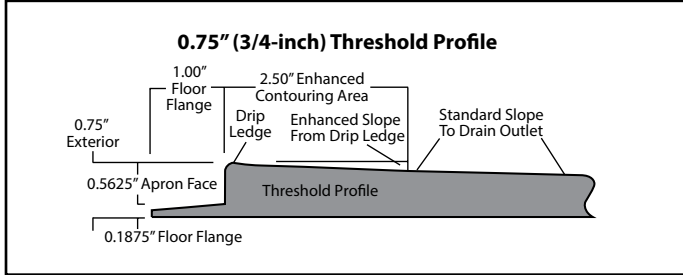 0.75” (3/4-inch) Threshold Profile
1.00”
Floor
Flange
2.50” Enhanced
Contouring Area
0.75”
Exterior
Drip
Ledge
Enhanced Slope
From Drip Ledge
Standard Slope
To Drain Outlet
0.5625” Apron Face
Threshold Profile
0.1875” Floor Flange